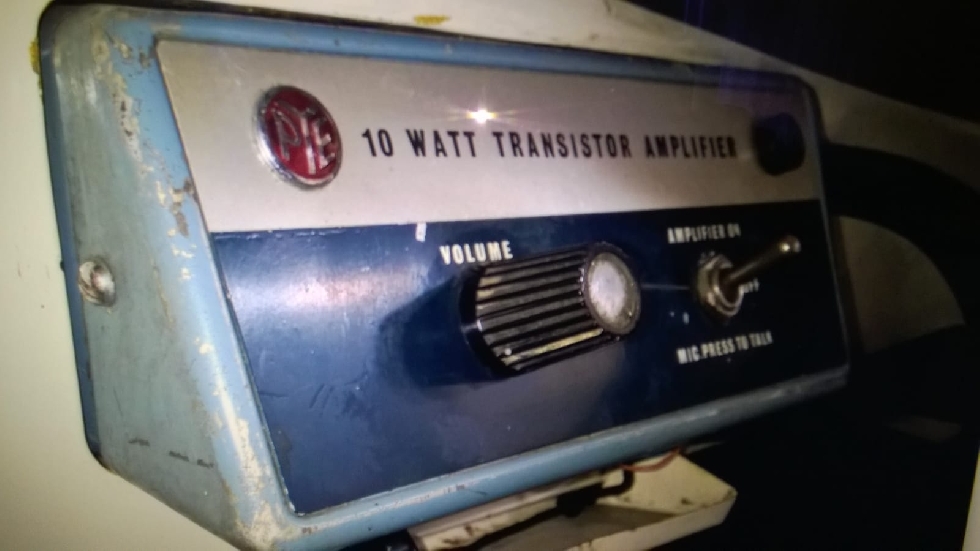 PYE
10 WATT TRANSISTOR AMPLIFIER
VOLUME
AMPLIFIER ON
OFF
MIC.PRESS TO TALK